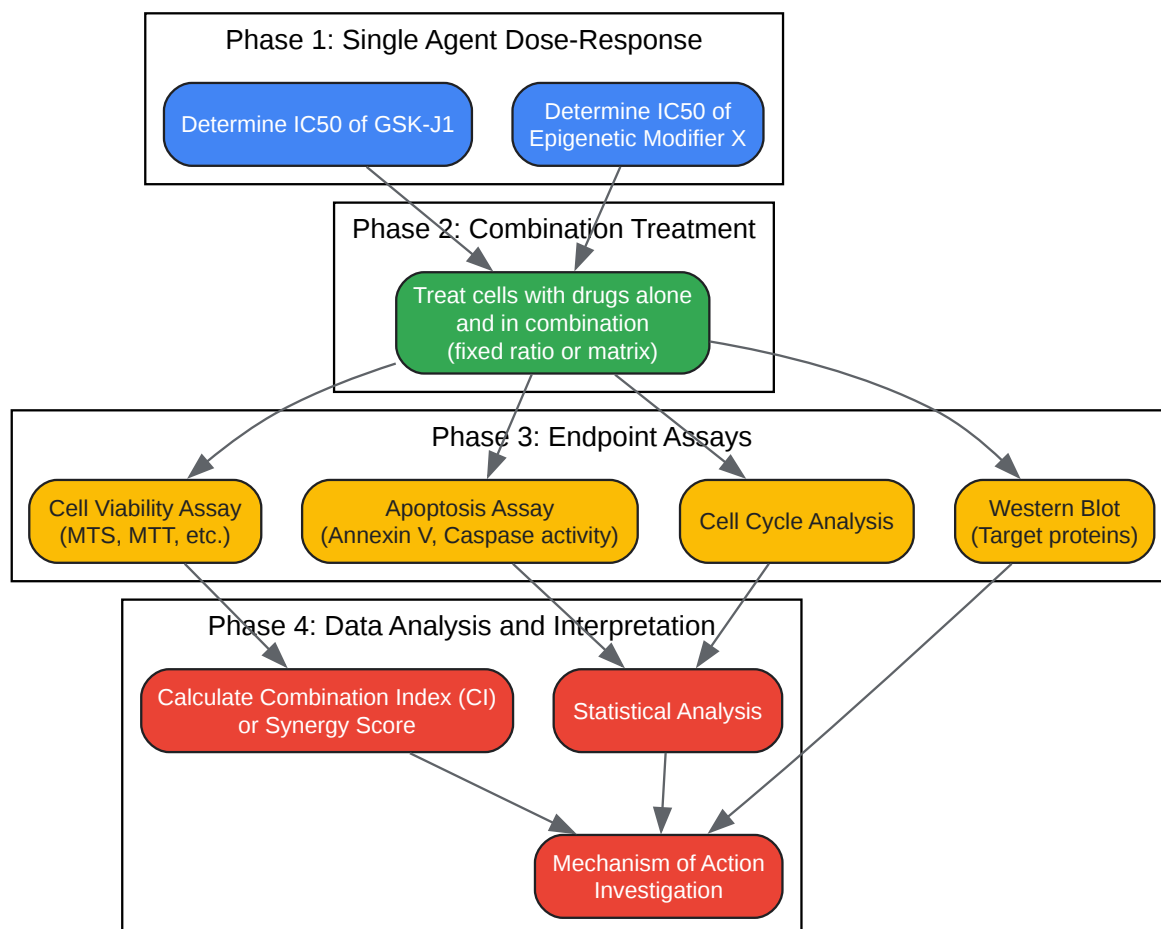 Phase 1: Single Agent Dose-Response
Determine IC50 of GSK-J1
Determine IC50 of
Epigenetic Modifier X
Phase 2: Combination Treatment
Treat cells with drugs alone
and in combination
(fixed ratio or matrix)
Phase 3: Endpoint Assays
Cell Viability Assay
(MTS, MTT, etc.)
Apoptosis Assay
(Annexin V, Caspase activity)
Cell Cycle Analysis
Western Blot
(Target proteins)
Phase 4: Data Analysis and Interpretation
Calculate Combination Index (CI)
or Synergy Score
Statistical Analysis
Mechanism of Action
Investigation